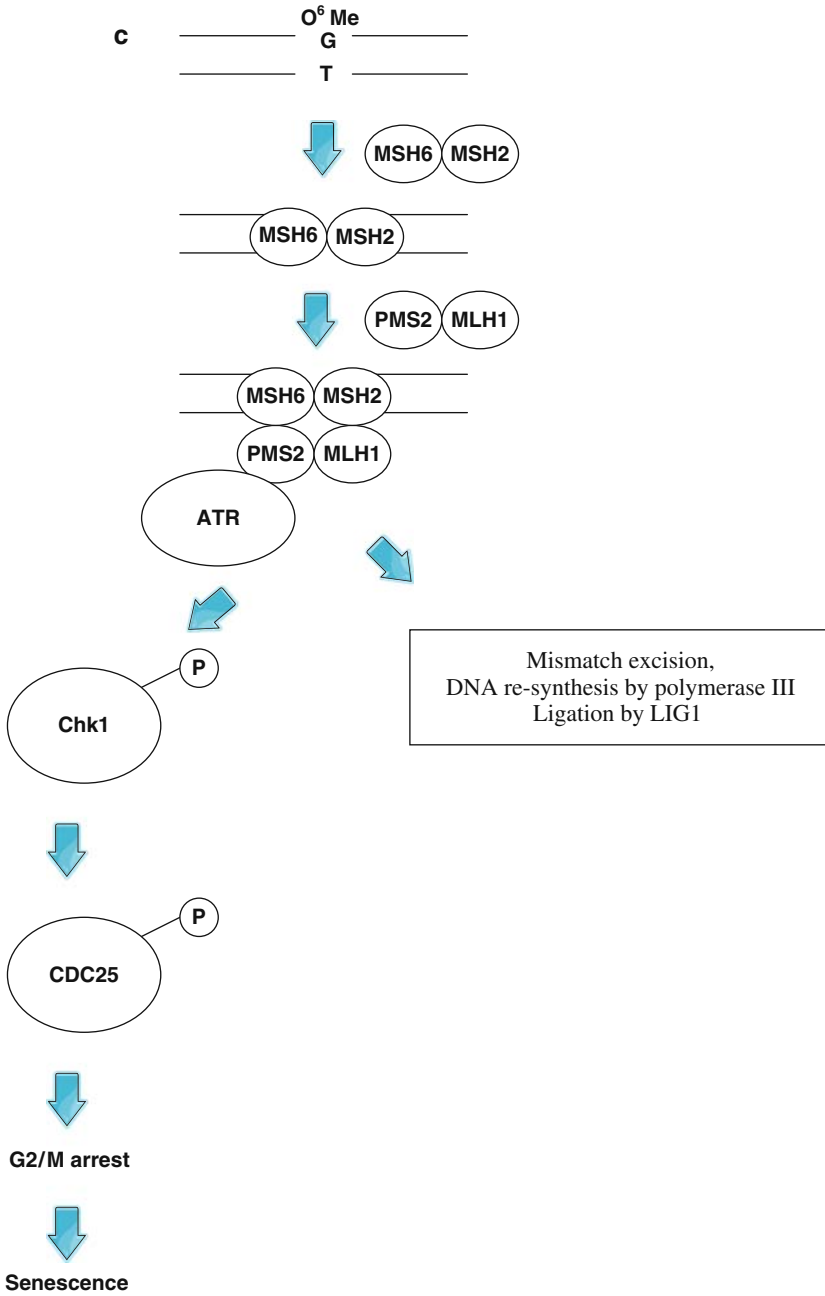 c
O⁶ Me
G
T
MSH6 MSH2
MSH6 MSH2
PMS2 MLH1
MSH6 MSH2
PMS2 MLH1
ATR
P
Chk1
Mismatch excision,
DNA re-synthesis by polymerase III
Ligation by LIG1
P
CDC25
G2/M arrest
Senescence